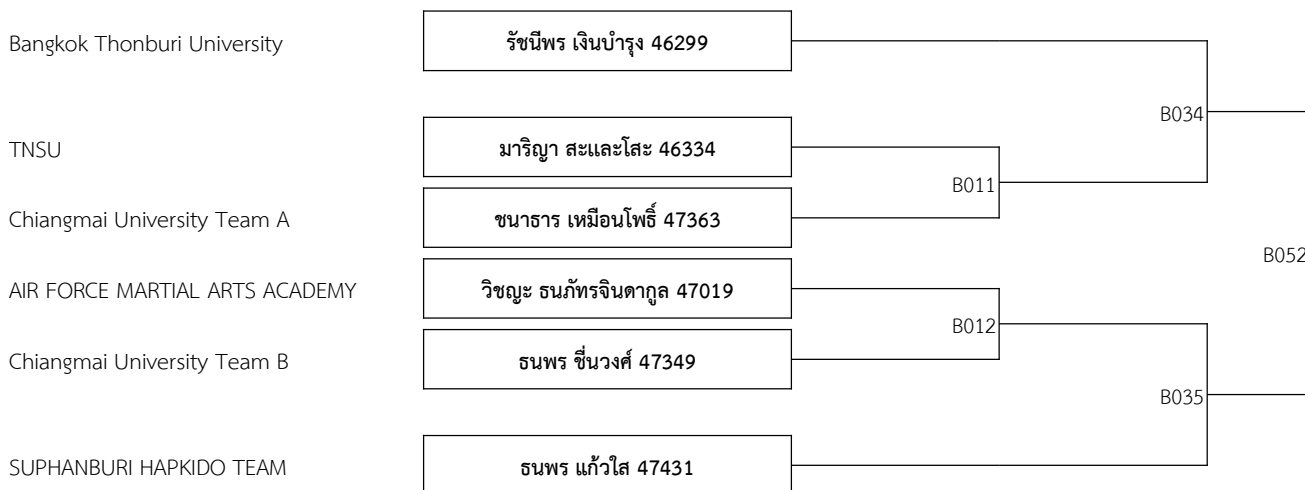 Bangkok Thonburi University
รัชนีพร เงินบำรุง 46299
B034
TNSU
มาริญา สะและโสะ 46334
B011
Chiangmai University Team A
ชนาธาร เหมือนโพธิ์ 47363
B052
AIR FORCE MARTIAL ARTS ACADEMY
วิชญะ ธนภัทรจินดากูล 47019
B012
Chiangmai University Team B
ธนพร ชื่นวงศ์ 47349
B035
SUPHANBURI HAPKIDO TEAM
ธนพร แก้วใส 47431